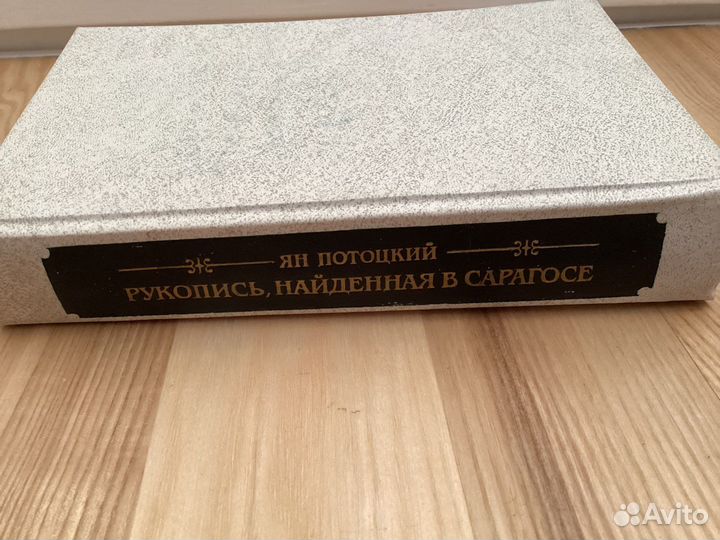 ЯН ПОТОЦКИЙ
РУКОПИСЬ, НАЙДЕННАЯ В САРАГОСЕ
Avito